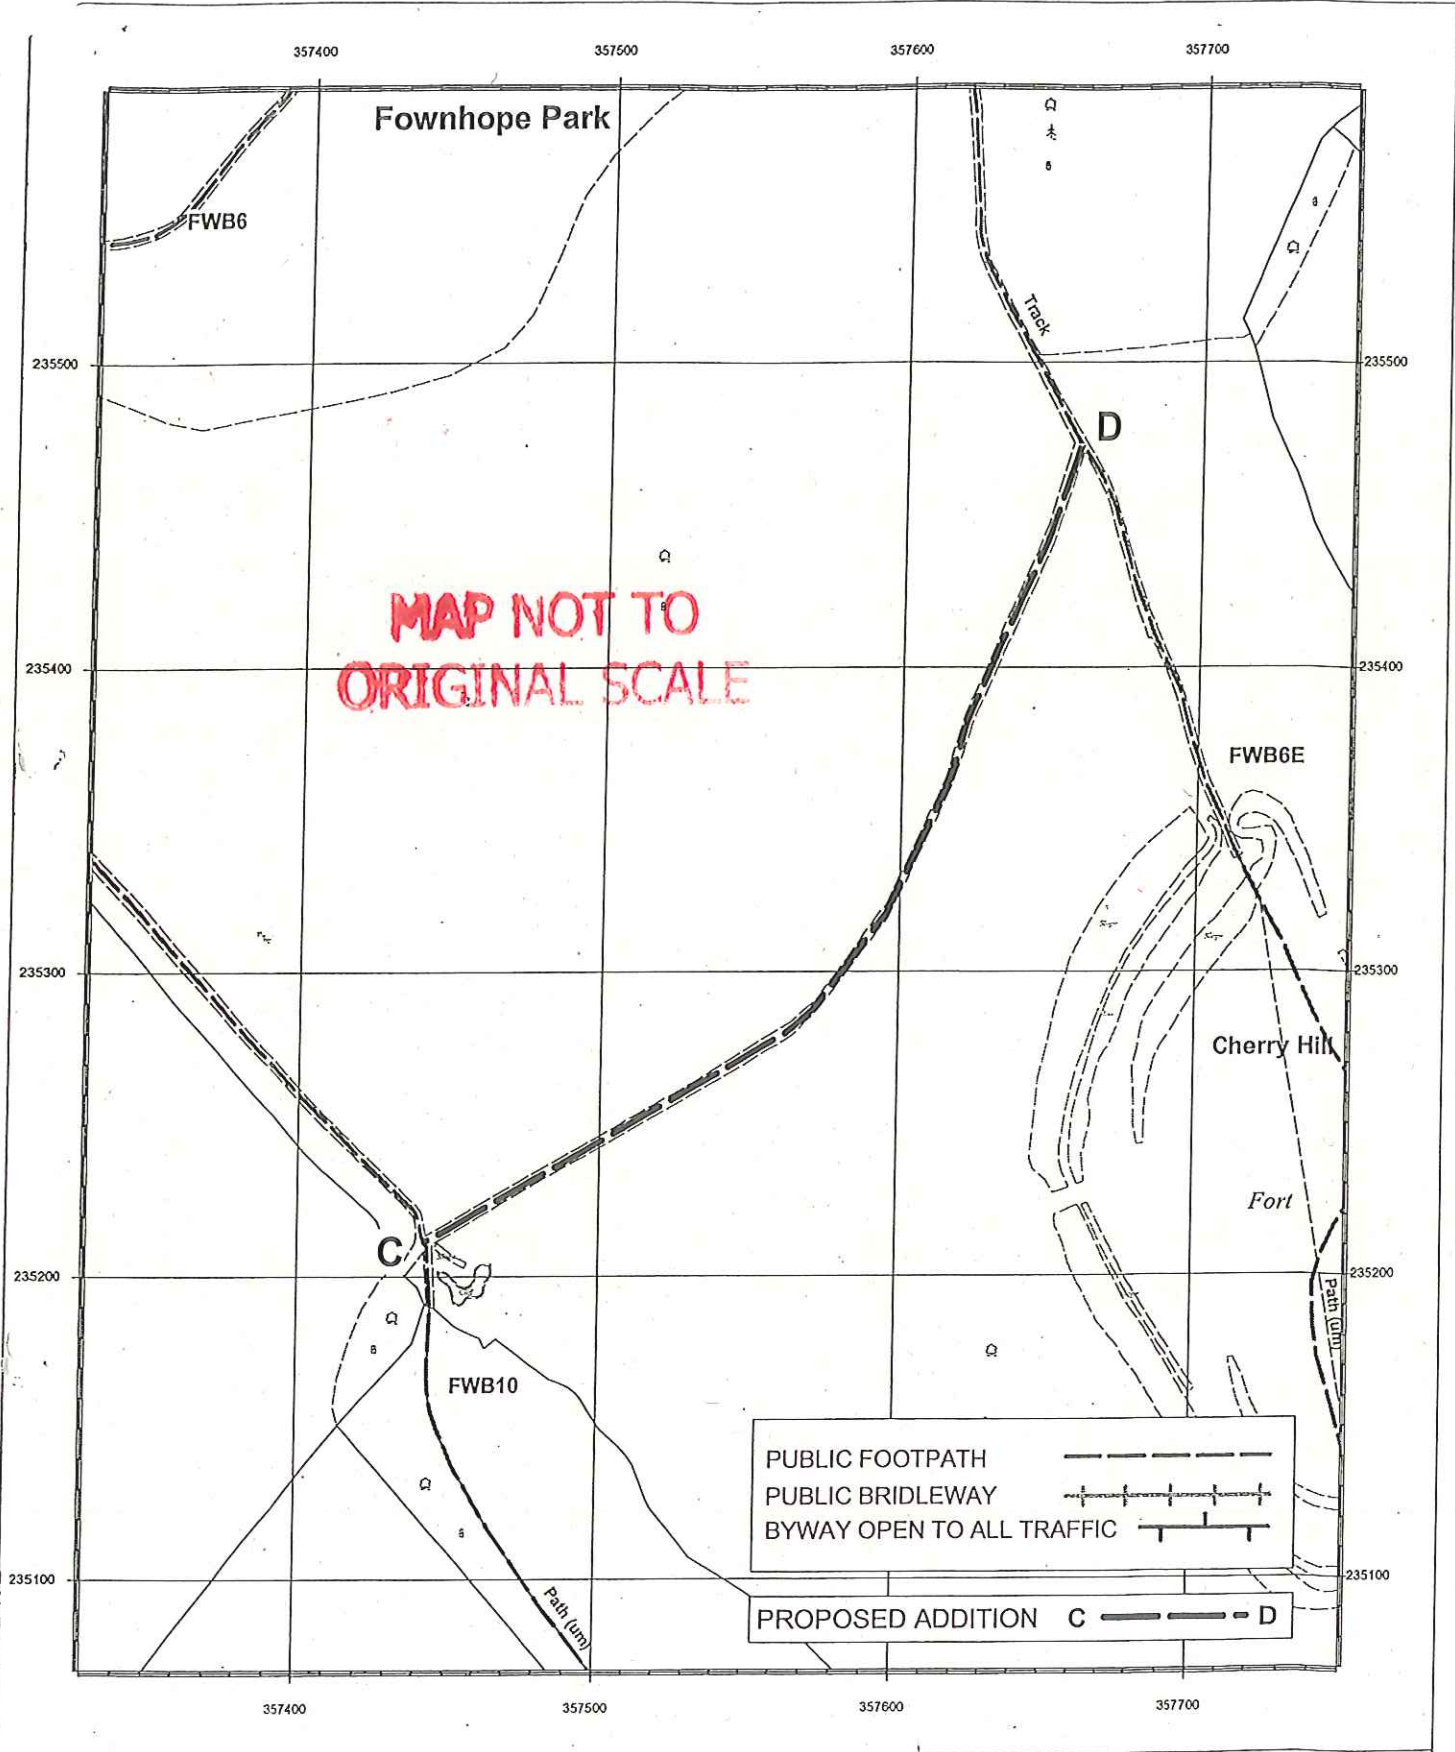 357400
357500
357600
357700
Fownhope Park
FWB6
Track
235500
235500
D
MAP NOT TO
ORIGINAL SCALE
235400
235400
FWB6E
235300
235300
Cherry Hill
Fort
C
235200
235200
Path (um)
FWB10
PUBLIC FOOTPATH
PUBLIC BRIDLEWAY
BYWAY OPEN TO ALL TRAFFIC
235100
235100
Path (um)
PROPOSED ADDITION C D
357400
357500
357600
357700